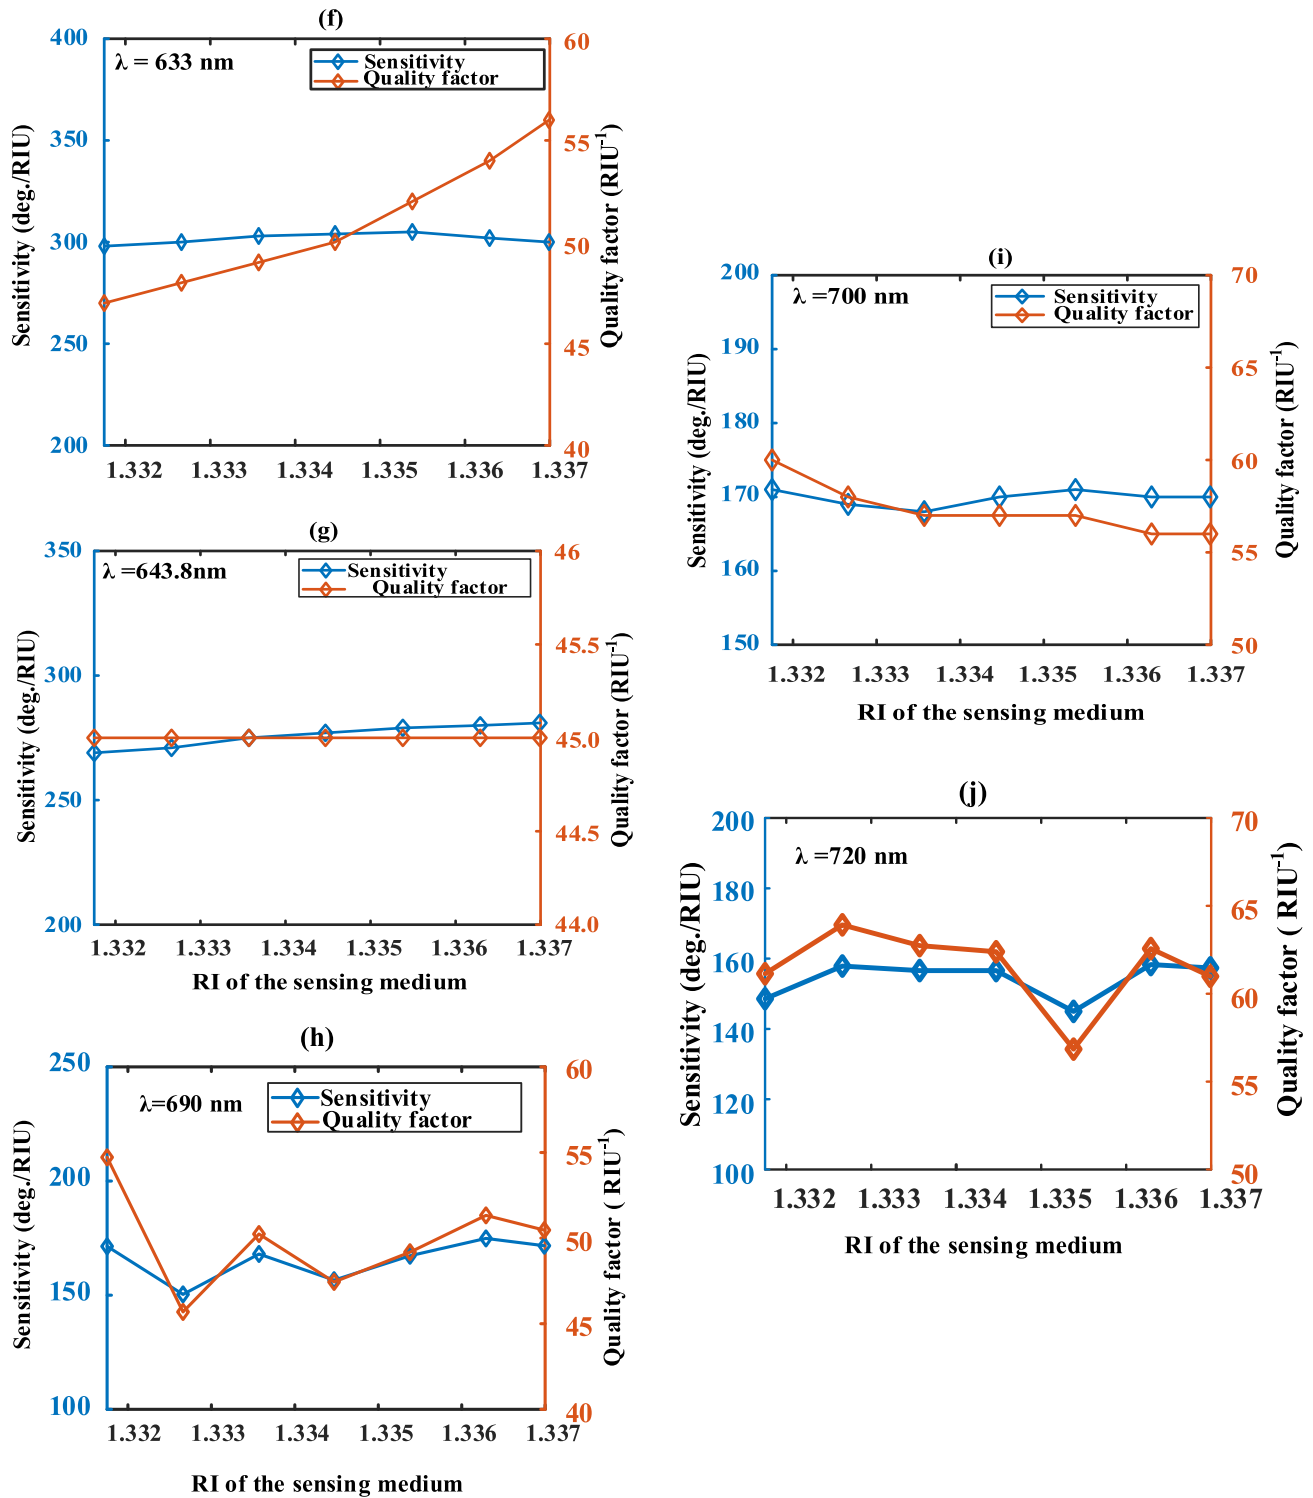 (f)
λ = 633 nm
Sensitivity
Quality factor
400
350
300
250
200
60
55
50
45
40
Sensitivity (deg./RIU)
Quality factor (RIU-1)
1.332 1.333 1.334 1.335 1.336 1.337
(g)
λ =643.8nm
Sensitivity
Quality factor
350
300
250
200
46
45.5
45.0
44.5
44.0
Sensitivity (deg./RIU)
Quality factor (RIU-1)
1.332 1.333 1.334 1.335 1.336 1.337
RI of the sensing medium
(h)
λ=690 nm
Sensitivity
Quality factor
250
200
150
100
60
55
50
45
40
Sensitivity (deg./RIU)
Quality factor ( RIU-1)
1.332 1.333 1.334 1.335 1.336 1.337
RI of the sensing medium
(i)
λ =700 nm
Sensitivity
Quality factor
200
190
180
170
160
150
70
65
60
55
50
Sensitivity (deg./RIU)
Quality factor (RIU-1)
1.332 1.333 1.334 1.335 1.336 1.337
RI of the sensing medium
(j)
λ =720 nm
200
180
160
140
120
100
70
65
60
55
50
Sensitivity (deg./RIU)
Quality factor ( RIU-1)
1.332 1.333 1.334 1.335 1.336 1.337
RI of the sensing medium